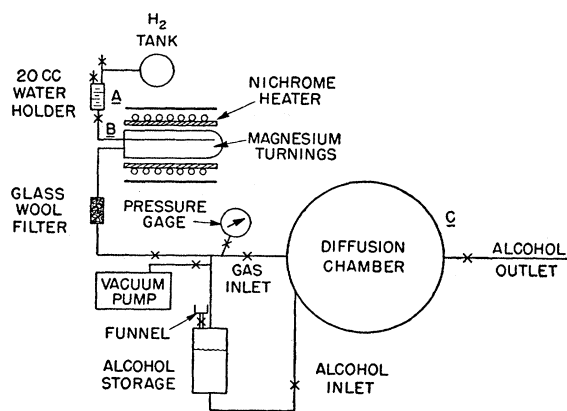 H2
TANK
20 CC
WATER
HOLDER
A
B
NICHROME
HEATER
MAGNESIUM
TURNINGS
GLASS
WOOL
FILTER
PRESSURE
GAGE
C
DIFFUSION
CHAMBER
ALCOHOL
OUTLET
GAS
INLET
VACUUM
PUMP
FUNNEL
ALCOHOL
STORAGE
ALCOHOL
INLET